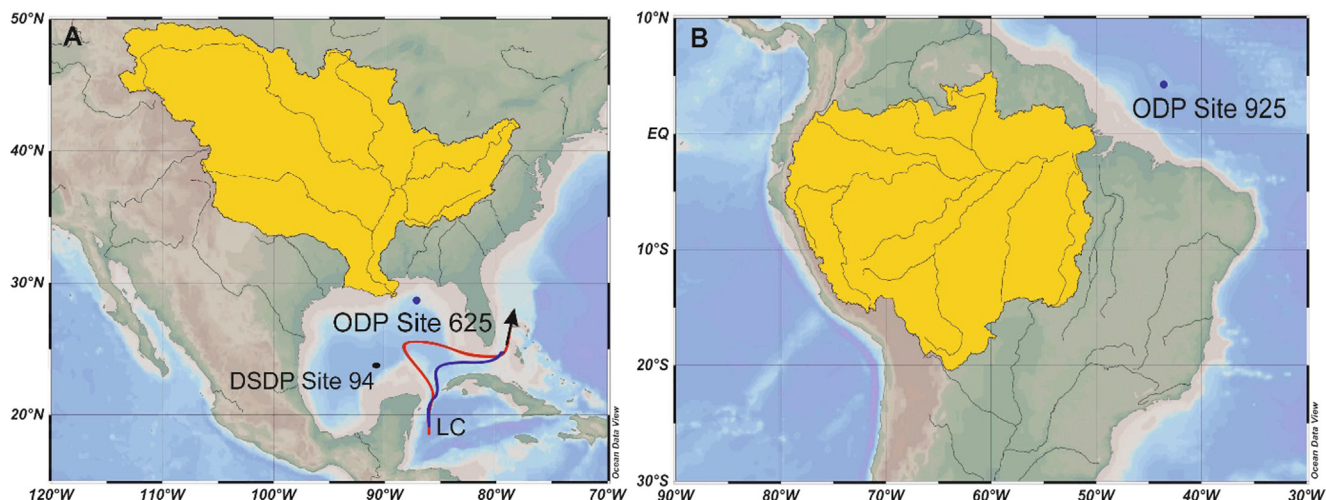 50°N
A
40°N
30°N
20°N
ODP Site 625
DSDP Site 94
LC
Ocean Data View
120°W 110°W 100°W 90°W 80°W 70°W
10°N
B
EQ
10°S
20°S
30°S
ODP Site 925
Ocean Data View
90°W 80°W 70°W 60°W 50°W 40°W 30°W